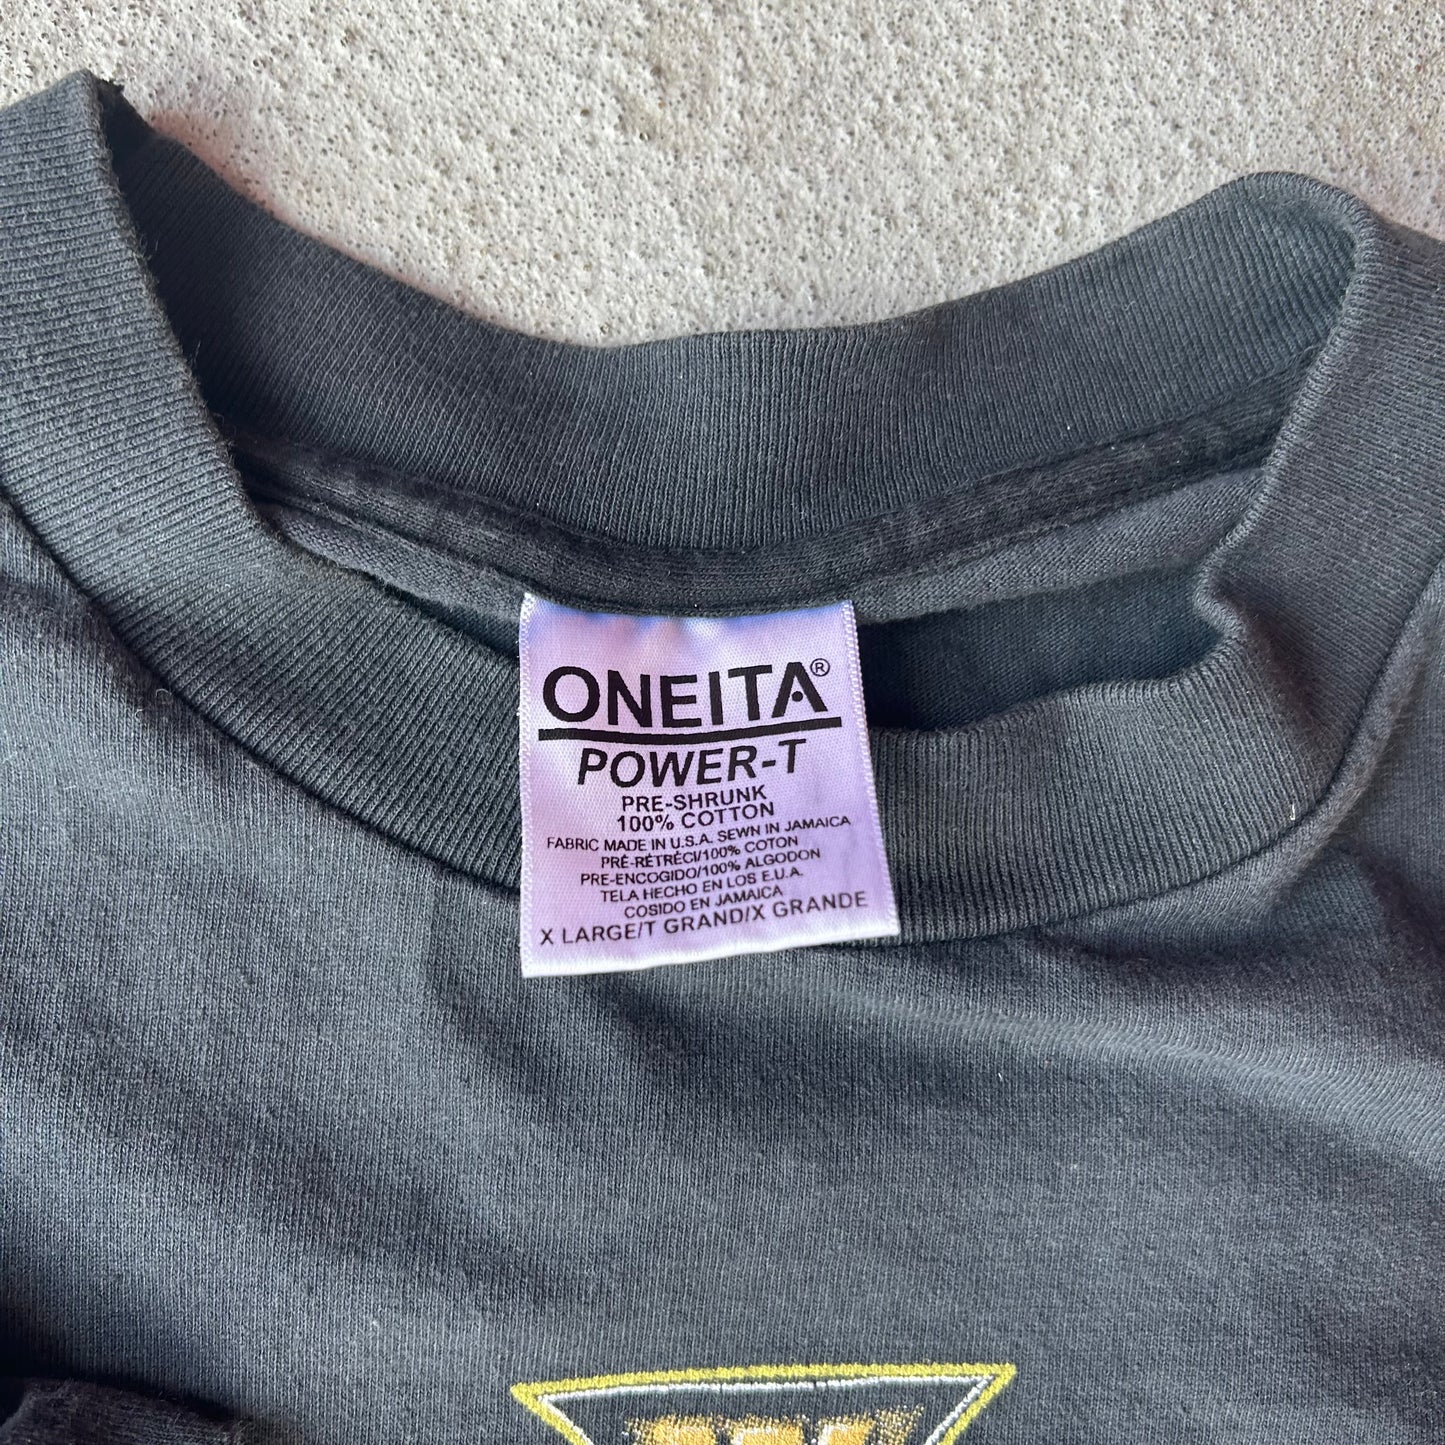 ONEITA®
POWER-T
PRE-SHRUNK
100% COTTON
FABRIC MADE IN U.S.A. SEWN IN JAMAICA
PRÉ-RÉTRÉCI/100% COTON
PRE-ENCOGIDO/100% ALGODON
TELA HECHO EN LOS E.U.A.
COSIDO EN JAMAICA
X LARGE/T GRAND/X GRANDE